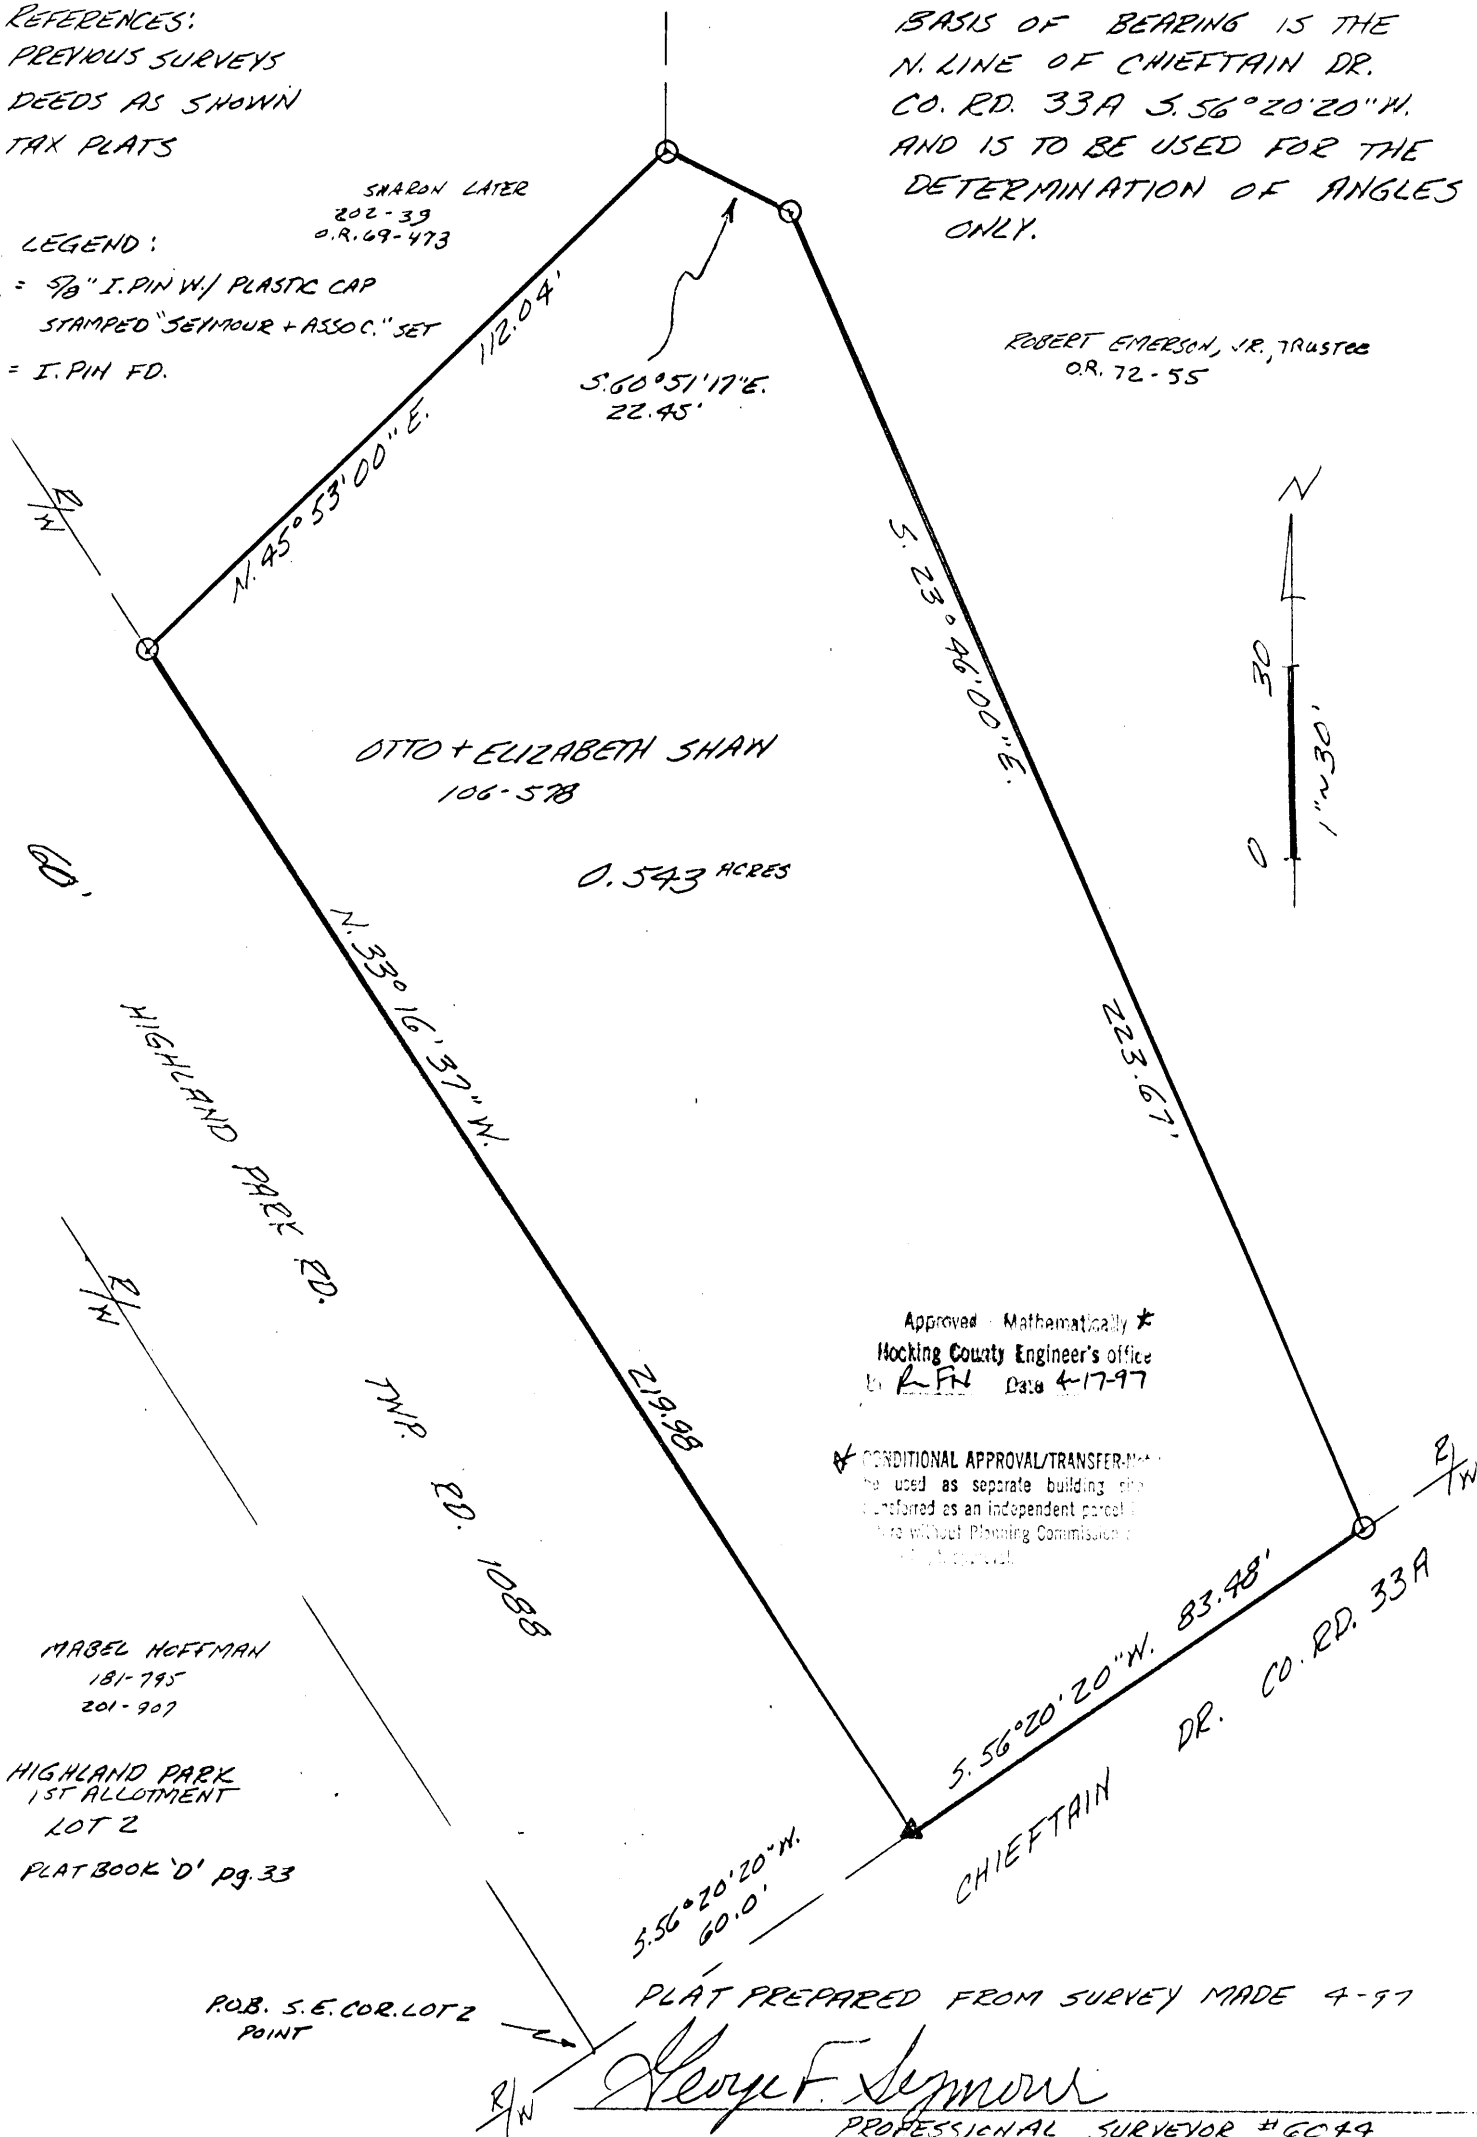 REFERENCES:
PREVIOUS SURVEYS
DEEDS AS SHOWN
TAX PLATS
BASIS OF BEARING IS THE
N. LINE OF CHIEFTAIN DR.
CO. RD. 33A S. 56° 20' 20" W.
AND IS TO BE USED FOR THE
DETERMINATION OF ANGLES
ONLY.
SHARON LATER
202-39
O.R. 69-473
LEGEND:
= 5/8" I. PIN W/ PLASTIC CAP
STAMPED "SEYMOUR + ASSOC." SET
= I. PIN FD.
112.04'
N. 45° 53' 00" E.
S. 60° 51' 17" E.
22.45'
ROBERT EMERSON, JR., TRUSTEE
O.R. 72-55
R/W
N
30
0
1" ~ 30'
S. 23° 46' 00" E.
223.67'
OTTO + ELIZABETH SHAW
106-578
0.543 ACRES
60'
N. 33° 16' 37" W.
219.98
HIGHLAND PARK RD. TWP. RD. 1088
R/W
Approved Mathematically *
Hocking County Engineer's office
Date 4-17-97
CONDITIONAL APPROVAL/TRANSFER
be used as separate building
as an independent parcel
without Planning Commission
R/W
S. 56° 20' 20" W. 83.48'
CHIEFTAIN DR. CO. RD. 33A
MABEL HOFFMAN
181-795
201-907
HIGHLAND PARK
1ST ALLOTMENT
LOT 2
PLAT BOOK 'D' pg. 33
S. 56° 20' 20" W.
60.0'
P.O.B. S.E. COR. LOT 2
POINT
R/W
PLAT PREPARED FROM SURVEY MADE 4-97
George F. Seymour
PROFESSIONAL SURVEYOR #6044